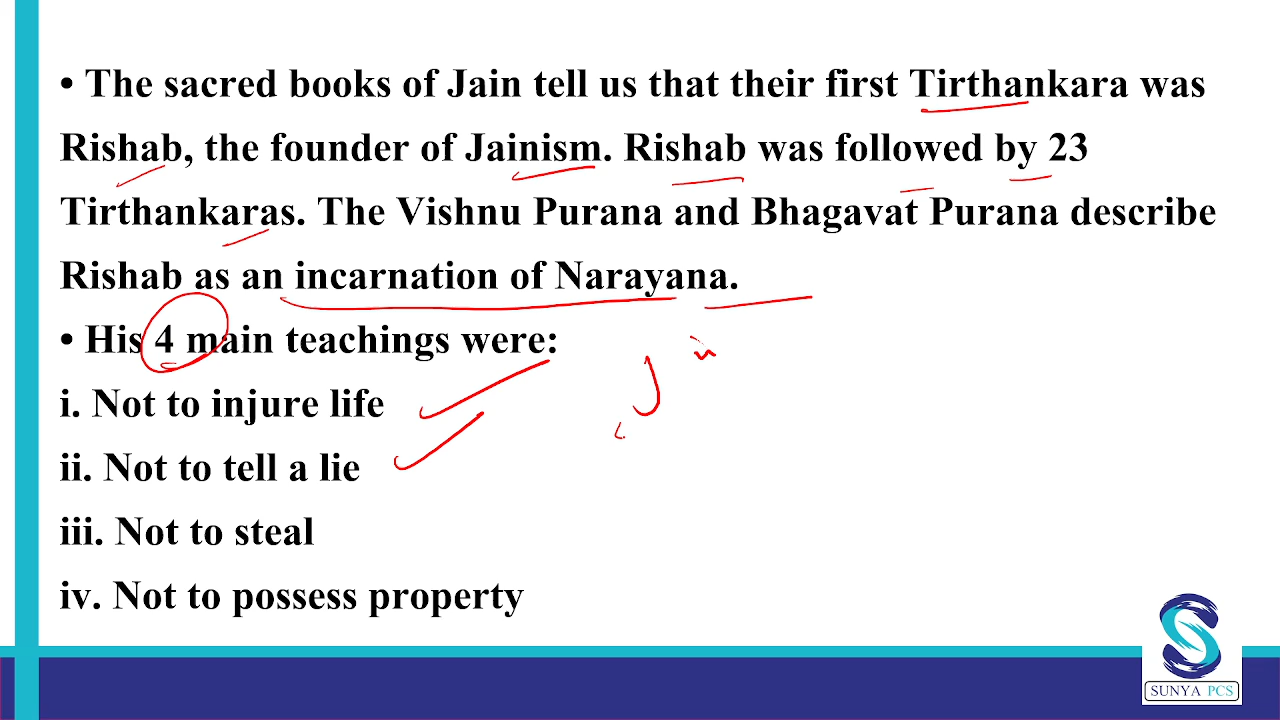 • The sacred books of Jain tell us that their first Tirthankara was
Rishab, the founder of Jainism. Rishab was followed by 23
Tirthankaras. The Vishnu Purana and Bhagavat Purana describe
Rishab as an incarnation of Narayana.
• His 4 main teachings were:
i. Not to injure life
ii. Not to tell a lie
iii. Not to steal
iv. Not to possess property
SUNYA PCS